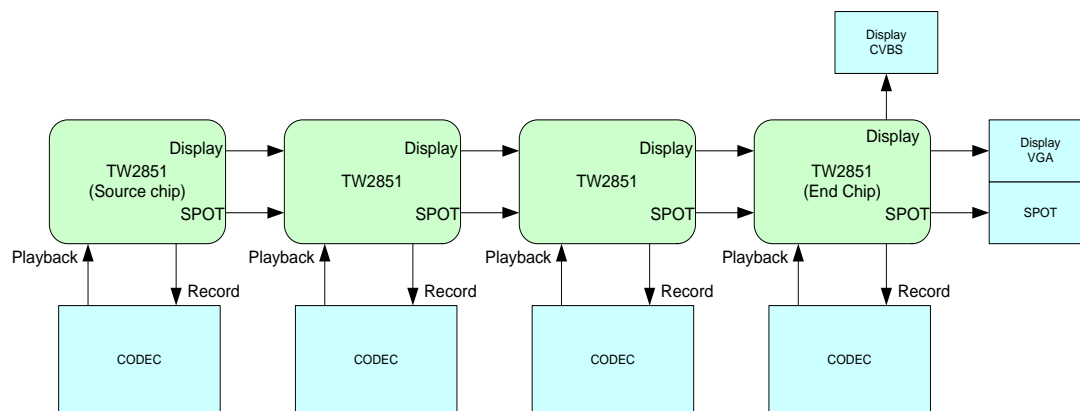 Display
CVBS
Display
TW2851
(Source chip)
SPOT
Display
TW2851
SPOT
Display
TW2851
SPOT
Display
TW2851
(End Chip)
SPOT
Display
VGA
SPOT
Playback
Record
Playback
Record
Playback
Record
Playback
Record
CODEC
CODEC
CODEC
CODEC